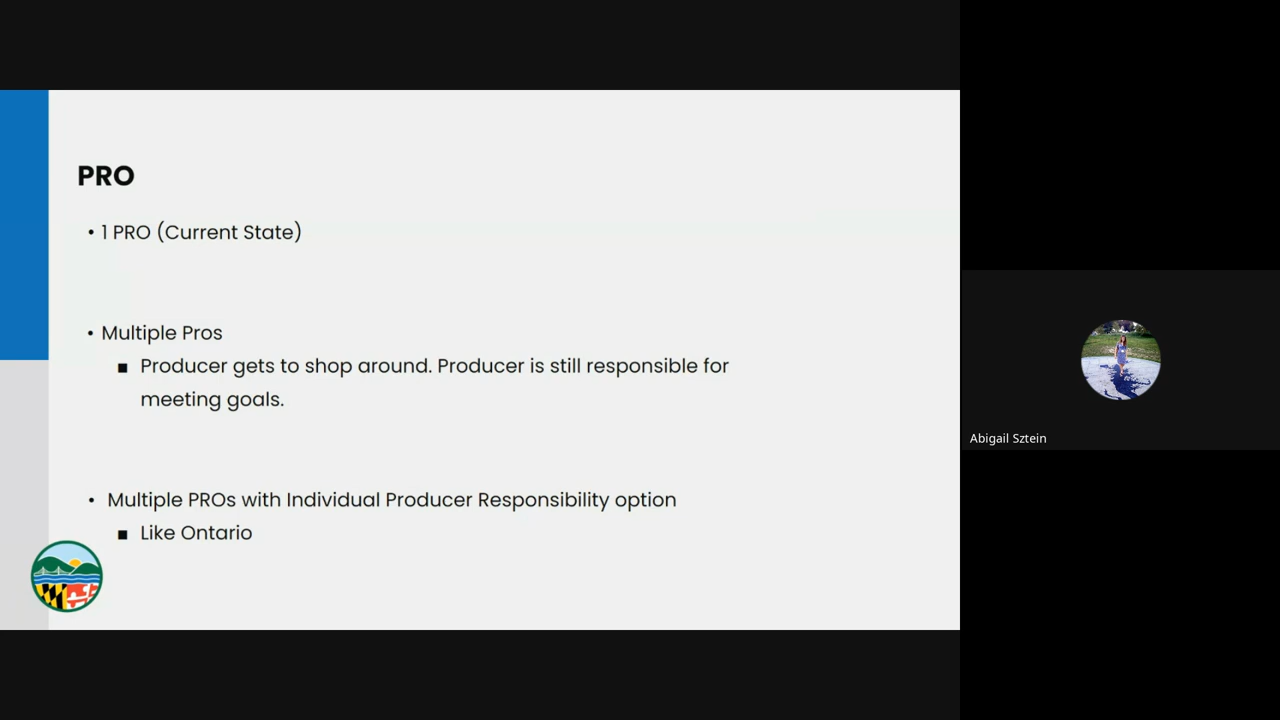 PRO
• 1 PRO (Current State)
• Multiple Pros
▪ Producer gets to shop around. Producer is still responsible for
meeting goals.
• Multiple PROs with Individual Producer Responsibility option
▪ Like Ontario
Abigail Sztein